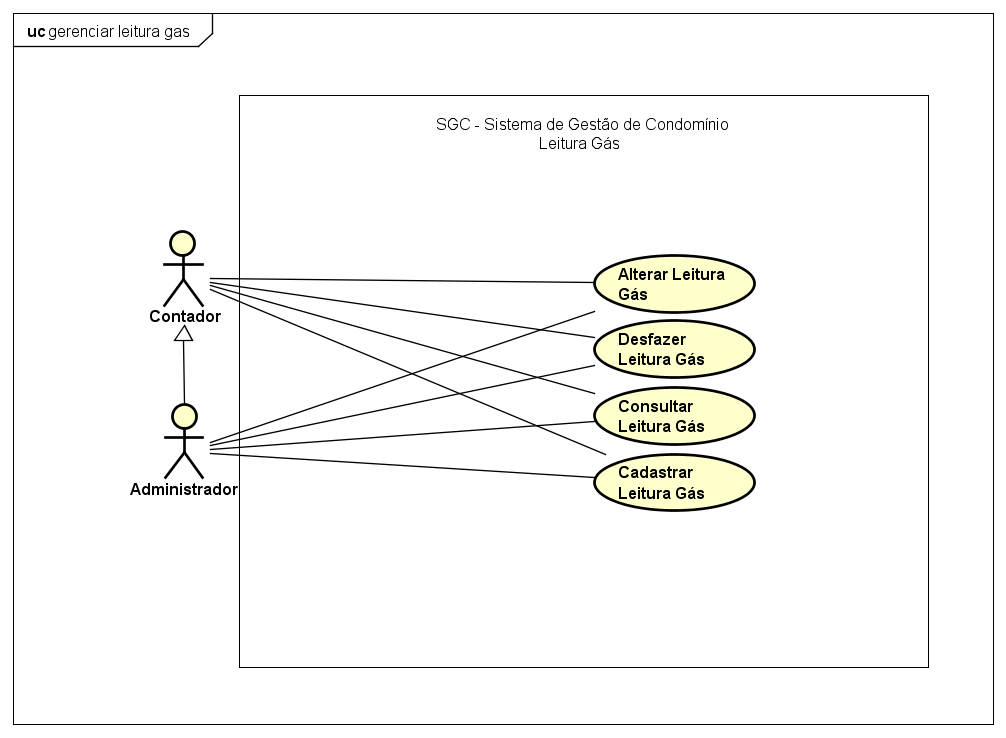 uc gerenciar leitura gas
SGC - Sistema de Gestão de Condomínio
Leitura Gás
Contador
Administrador
Alterar Leitura
Gás
Desfazer
Leitura Gás
Consultar
Leitura Gás
Cadastrar
Leitura Gás